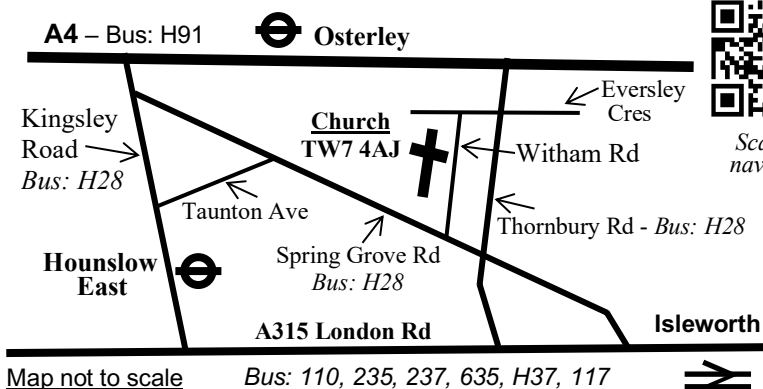 A4 – Bus: H91
Osterley
Eversley
Cres
Kingsley
Road
Bus: H28
Church
TW7 4AJ
Witham Rd
Taunton Ave
Thornbury Rd - Bus: H28
Spring Grove Rd
Bus: H28
Hounslow
East
A315 London Rd
Isleworth
Map not to scale
Bus: 110, 235, 237, 635, H37, 117